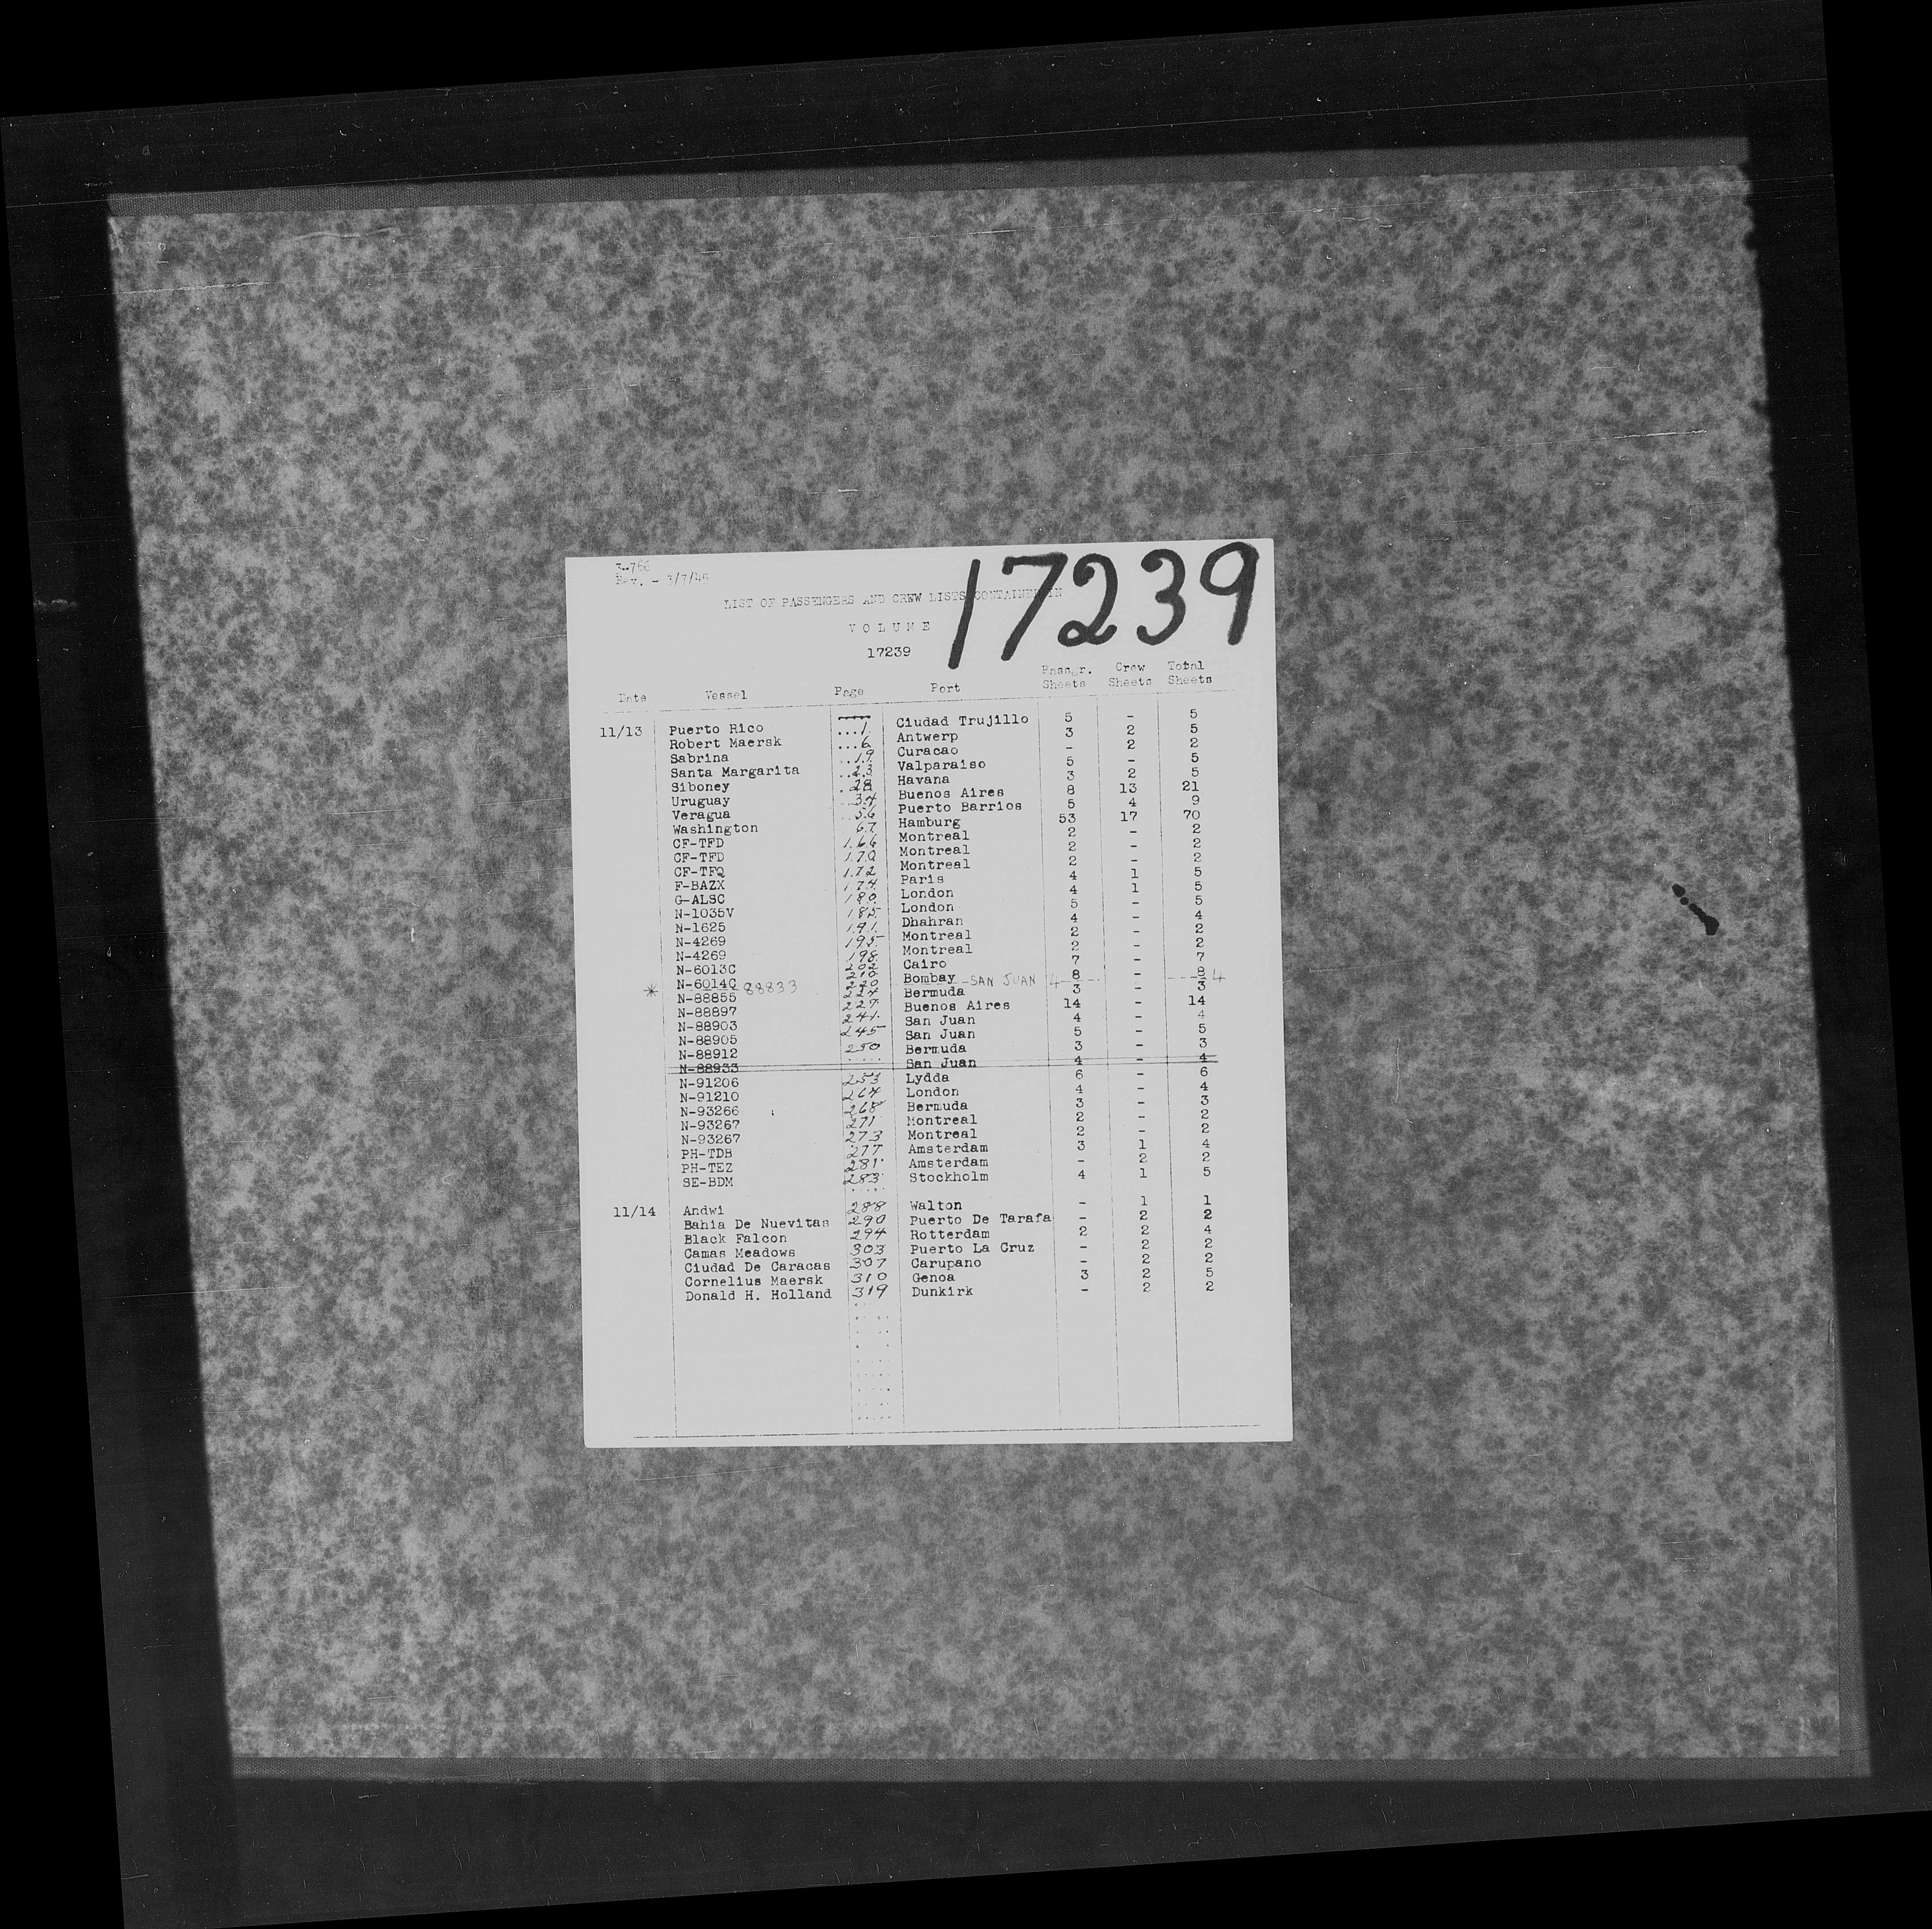 3-766
Rev. - 3/7/45
17239
LIST OF PASSENGERS AND CREW LISTS CONTAINED IN
VOLUME
17239
Date Vessel Page Port Passgr. Sheets Crew Sheets Total Sheets
11/13 Puerto Rico ...1 Ciudad Trujillo 5 - 5
Robert Maersk ...6 Antwerp 3 2 5
Sabrina ..19 Curacao - 2 2
Santa Margarita ..23 Valparaiso 5 - 5
Siboney .28 Havana 3 2 5
Uruguay 34 Buenos Aires 8 13 21
Veragua 56 Puerto Barrios 5 4 9
Washington 67 Hamburg 53 17 70
CF-TFD 166 Montreal 2 - 2
CF-TFD 170 Montreal 2 - 2
CF-TFQ 172 Montreal 2 - 2
F-BAZX 174 Paris 4 1 5
G-ALSC 180 London 4 1 5
N-1035V 185 London 5 - 5
N-1625 191 Dhahran 4 - 4
N-4269 195 Montreal 2 - 2
N-4269 198 Montreal 2 - 2
N-6013C 202 Cairo 7 - 7
N-6014C 210 Bombay 8 - 8
* 88833 220 SAN JUAN 4 4
N-88855 224 Bermuda 3 - 3
N-88897 227 Buenos Aires 14 - 14
N-88903 241 San Juan 4 - 4
N-88905 245 San Juan 5 - 5
N-88912 250 Bermuda 3 - 3
N-88933 ..... San Juan 4 - 4
N-91206 253 Lydda 6 - 6
N-91210 264 London 4 - 4
N-93266 268 Bermuda 3 - 3
N-93267 271 Montreal 2 - 2
N-93267 273 Montreal 2 - 2
PH-TDB 277 Amsterdam 3 1 4
PH-TEZ 281 Amsterdam - 2 2
SE-BDM 283 Stockholm 4 1 5
11/14 Andwi 288 Walton - 1 1
Bahia De Nuevitas 290 Puerto De Tarafa - 2 2
Black Falcon 294 Rotterdam 2 2 4
Camas Meadows 303 Puerto La Cruz - 2 2
Ciudad De Caracas 307 Carupano - 2 2
Cornelius Maersk 310 Genoa 3 2 5
Donald H. Holland 319 Dunkirk - 2 2